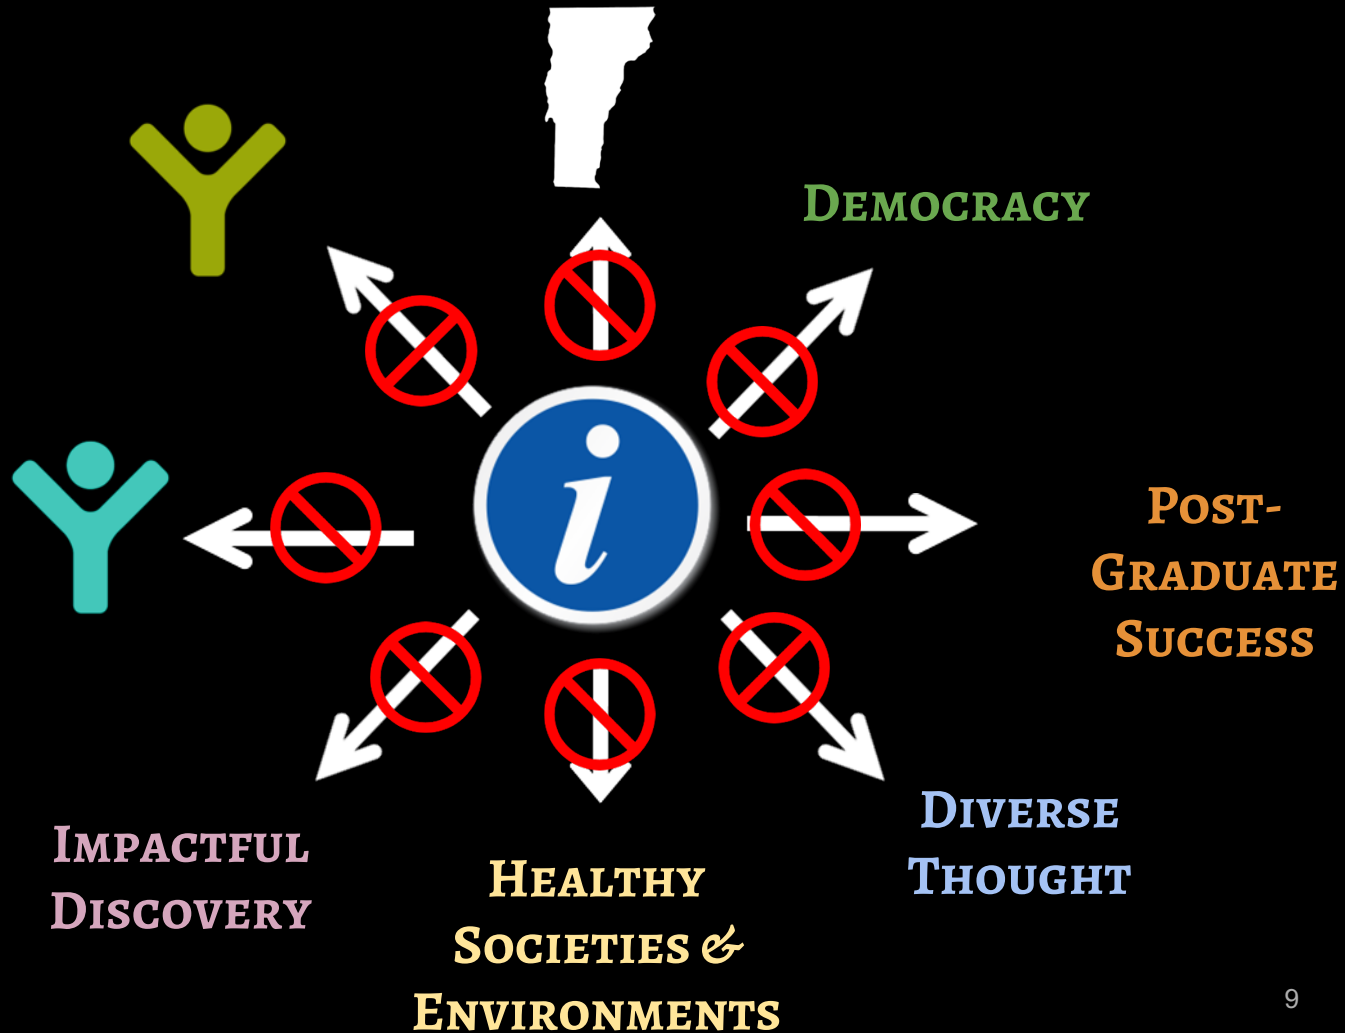 Democracy
i
Post-
Graduate
Success
Diverse
Thought
Impactful
Discovery
Healthy
Societies &
Environments
9